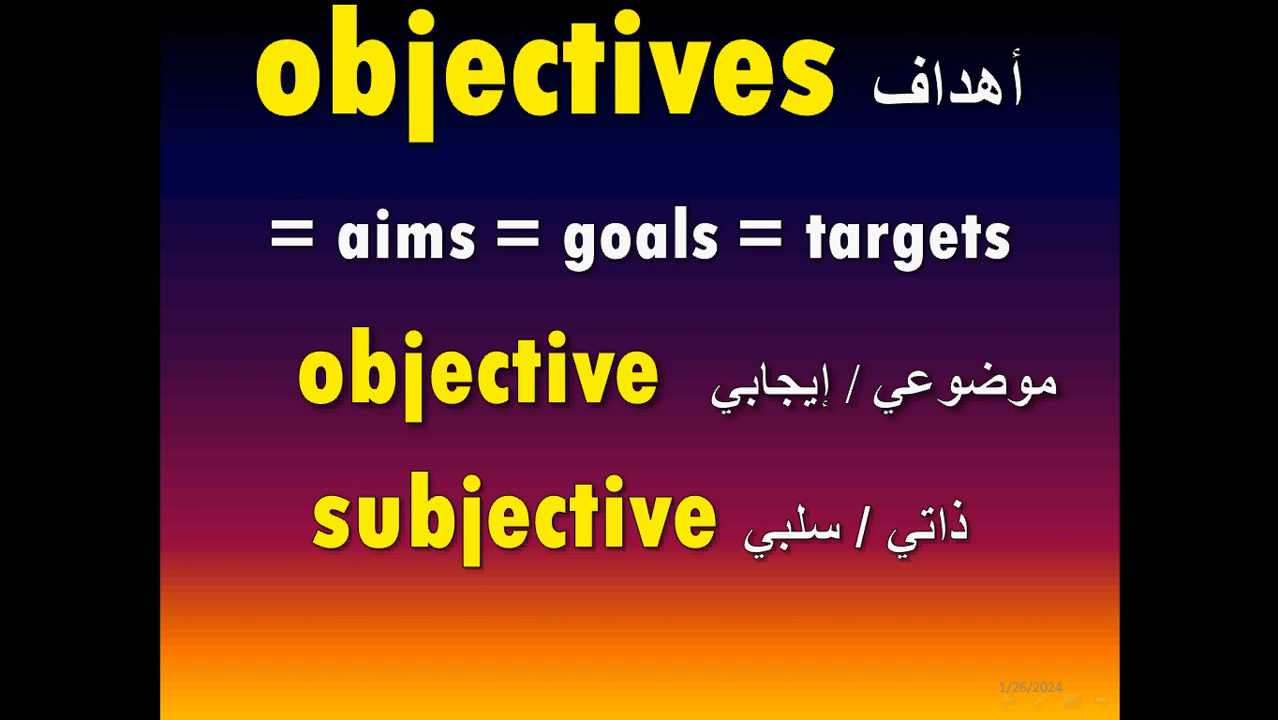 objectives أهداف
= aims = goals = targets
objective موضوعي / إيجابي
subjective ذاتي / سلبي
1/26/2024